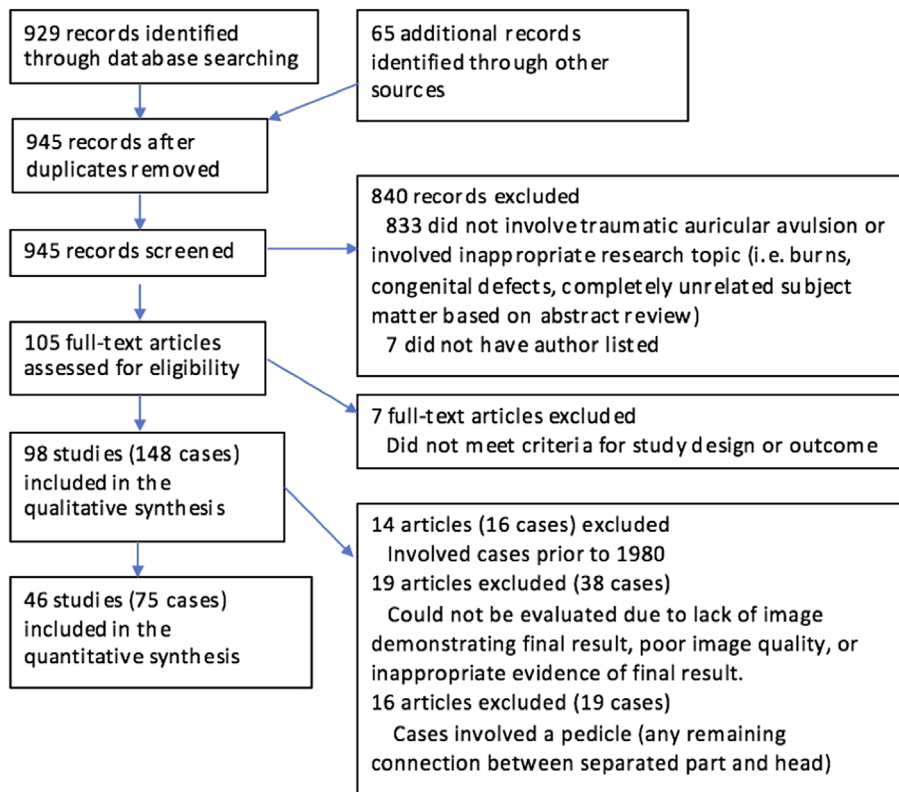 929 records identified
through database searching
65 additional records
identified through other
sources
945 records after
duplicates removed
840 records excluded
833 did not involve traumatic auricular avulsion or
involved inappropriate research topic (i.e. burns,
congenital defects, completely unrelated subject
matter based on abstract review)
7 did not have author listed
945 records screened
105 full-text articles
assessed for eligibility
7 full-text articles excluded
Did not meet criteria for study design or outcome
98 studies (148 cases)
included in the
qualitative synthesis
14 articles (16 cases) excluded
Involved cases prior to 1980
19 articles excluded (38 cases)
Could not be evaluated due to lack of image
demonstrating final result, poor image quality, or
inappropriate evidence of final result.
16 articles excluded (19 cases)
Cases involved a pedicle (any remaining
connection between separated part and head)
46 studies (75 cases)
included in the
quantitative synthesis